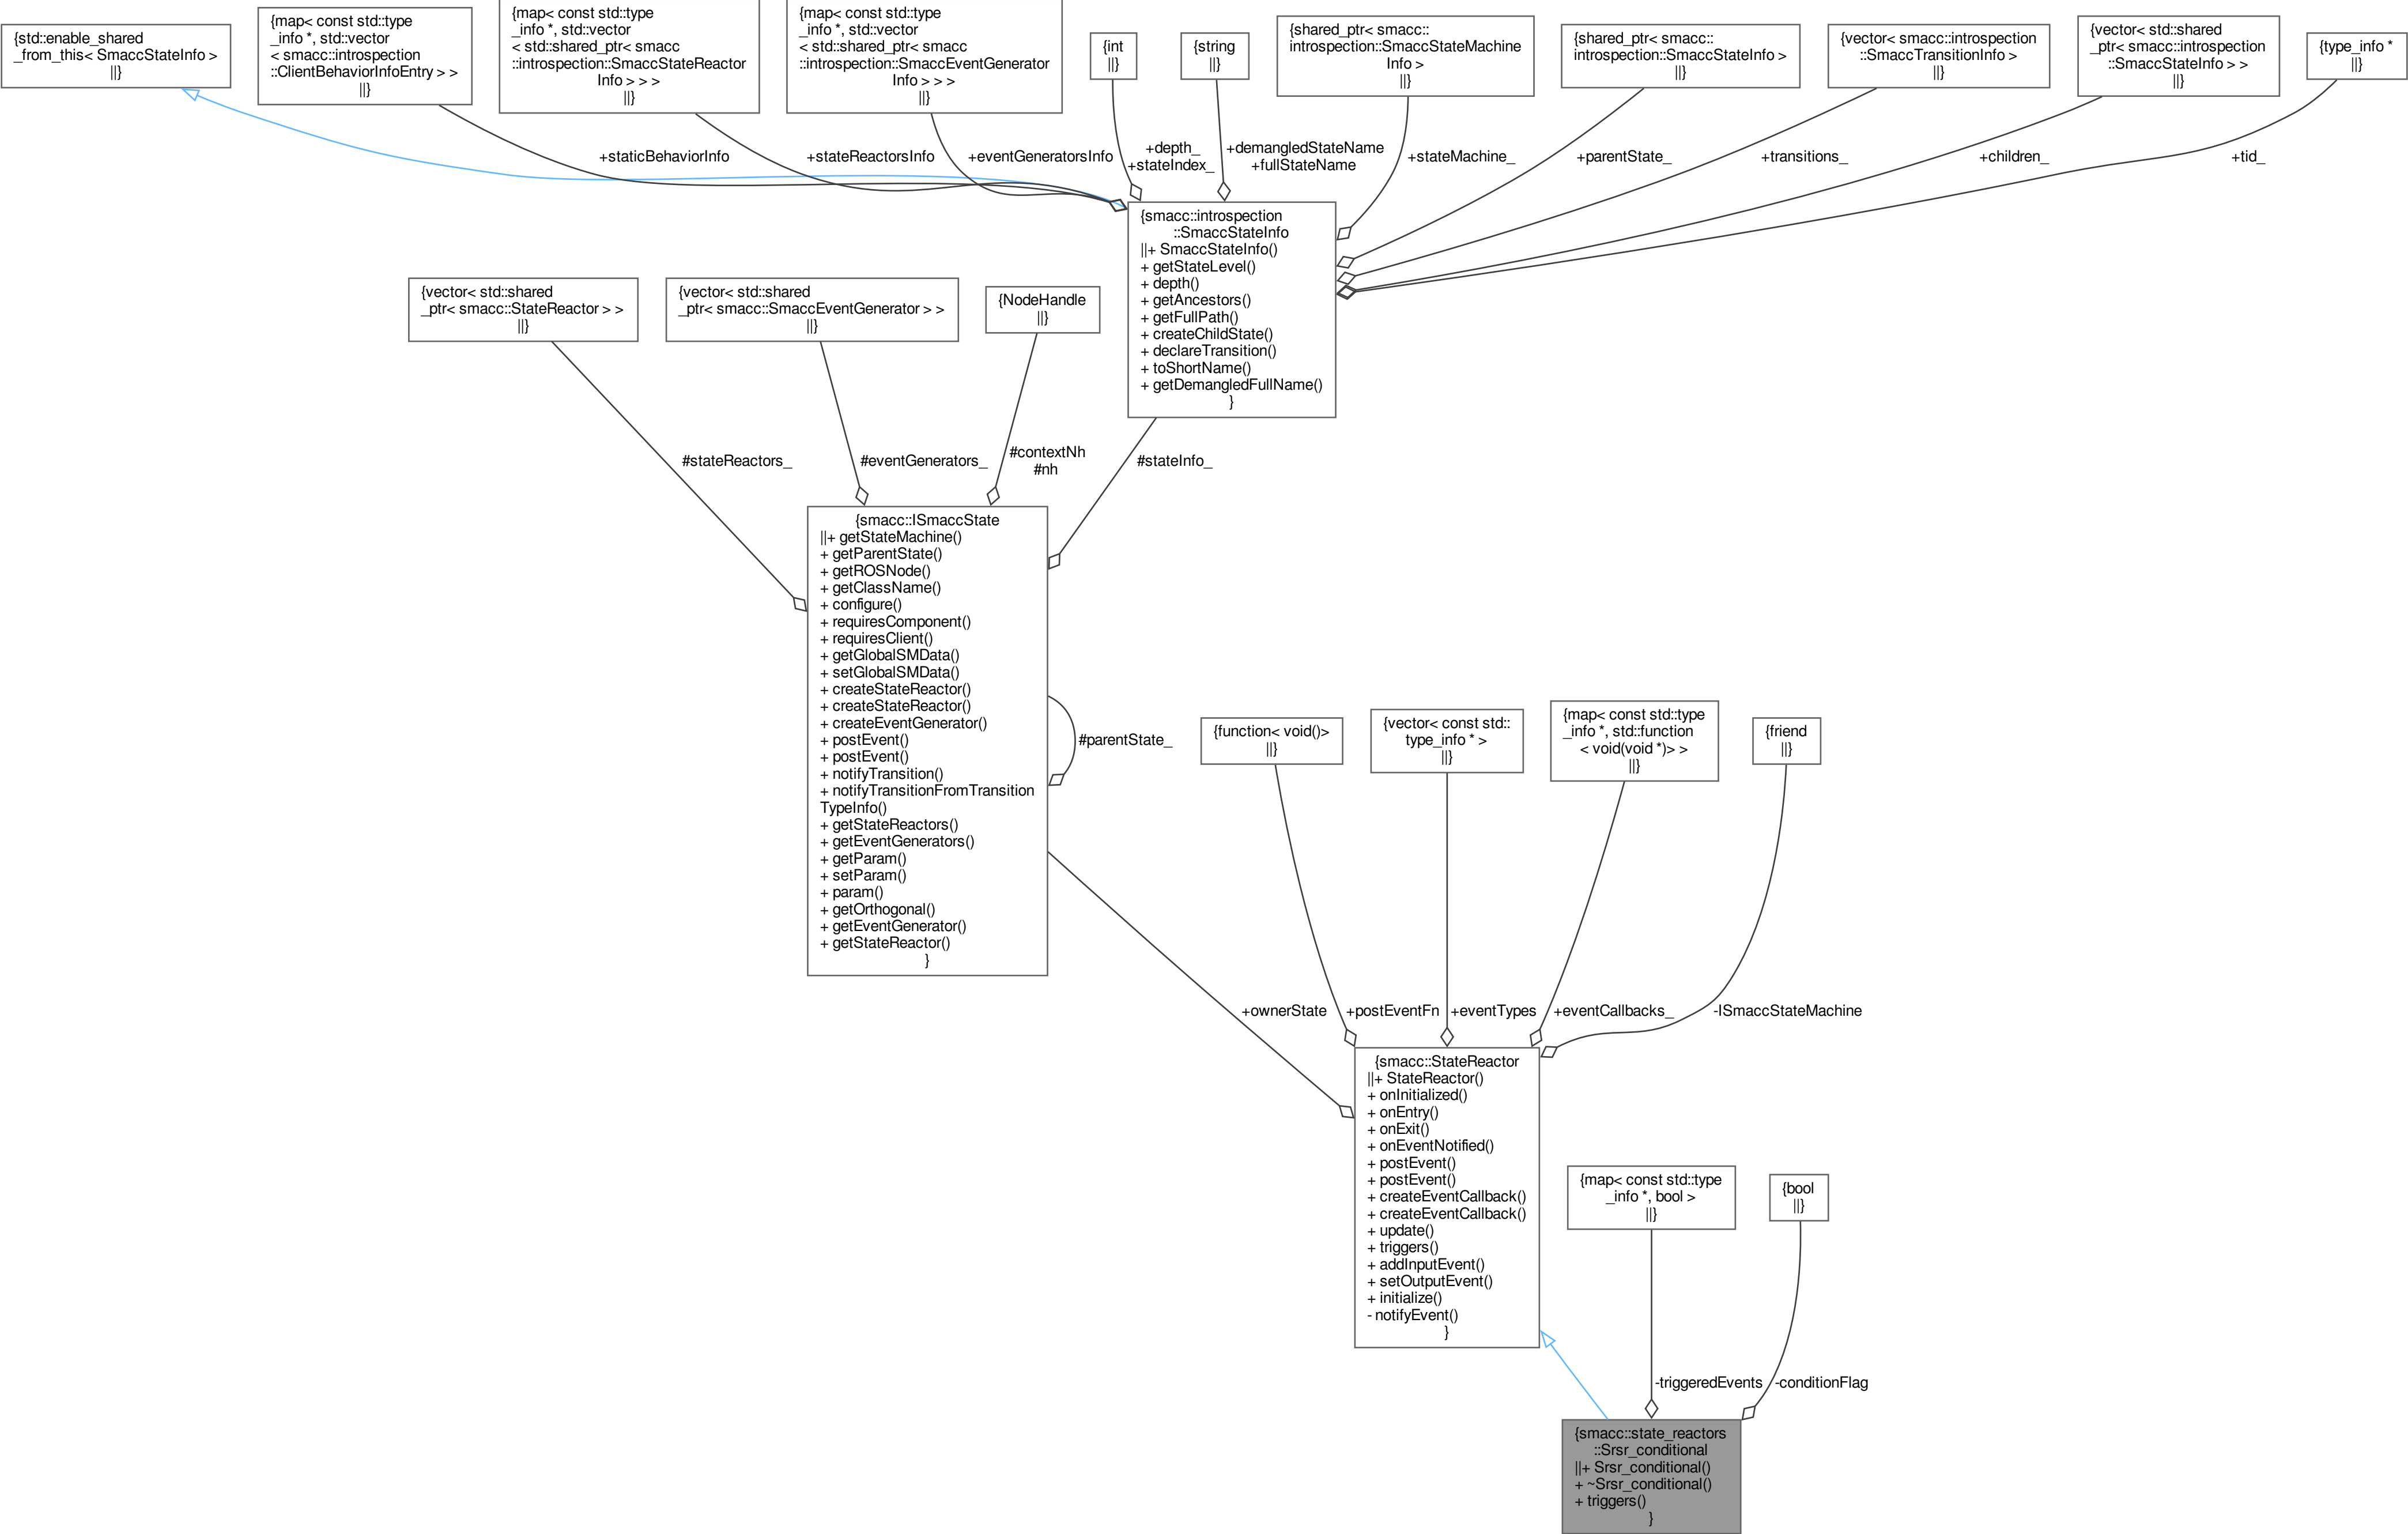 {std::enable_shared
_from_this< SmaccStateInfo >
||}
{map< const std::type
_info *, std::vector
< smacc::introspection
::ClientBehaviorInfoEntry > >
||}
{map< const std::type
_info *, std::vector
< std::shared_ptr< smacc
::introspection::SmaccStateReactor
Info > > >
||}
{map< const std::type
_info *, std::vector
< std::shared_ptr< smacc
::introspection::SmaccEventGenerator
Info > > >
||}
{int
||}
{string
||}
{shared_ptr< smacc::
introspection::SmaccStateMachine
Info >
||}
{shared_ptr< smacc::
introspection::SmaccStateInfo >
||}
{vector< smacc::introspection
::SmaccTransitionInfo >
||}
{vector< std::shared
_ptr< smacc::introspection
::SmaccStateInfo > >
||}
{type_info *
||}
+staticBehaviorInfo
+stateReactorsInfo
+eventGeneratorsInfo
+depth_
+stateIndex_
+demangledStateName
+fullStateName
+stateMachine_
+parentState_
+transitions_
+children_
+tid_
{smacc::introspection
::SmaccStateInfo
||+ SmaccStateInfo()
+ getStateLevel()
+ depth()
+ getAncestors()
+ getFullPath()
+ createChildState()
+ declareTransition()
+ toShortName()
+ getDemangledFullName()
}
{vector< std::shared
_ptr< smacc::StateReactor > >
||}
{vector< std::shared
_ptr< smacc::SmaccEventGenerator > >
||}
{NodeHandle
||}
#stateReactors_
#eventGenerators_
#contextNh
#nh
#stateInfo_
{smacc::ISmaccState
||+ getStateMachine()
+ getParentState()
+ getROSNode()
+ getClassName()
+ configure()
+ requiresComponent()
+ requiresClient()
+ getGlobalSMData()
+ setGlobalSMData()
+ createStateReactor()
+ createStateReactor()
+ createEventGenerator()
+ postEvent()
+ postEvent()
+ notifyTransition()
+ notifyTransitionFromTransition
TypeInfo()
+ getStateReactors()
+ getEventGenerators()
+ getParam()
+ setParam()
+ param()
+ getOrthogonal()
+ getEventGenerator()
+ getStateReactor()
}
#parentState_
{function< void()>
||}
{vector< const std::
type_info * >
||}
{map< const std::type
_info *, std::function
< void(void *)> >
||}
{friend
||}
+ownerState
+postEventFn
+eventTypes
+eventCallbacks_
-ISmaccStateMachine
{smacc::StateReactor
||+ StateReactor()
+ onInitialized()
+ onEntry()
+ onExit()
+ onEventNotified()
+ postEvent()
+ postEvent()
+ createEventCallback()
+ createEventCallback()
+ update()
+ triggers()
+ addInputEvent()
+ setOutputEvent()
+ initialize()
- notifyEvent()
}
{map< const std::type
_info *, bool >
||}
{bool
||}
-triggeredEvents
-conditionFlag
{smacc::state_reactors
::Srsr_conditional
||+ Srsr_conditional()
+ ~Srsr_conditional()
+ triggers()
}